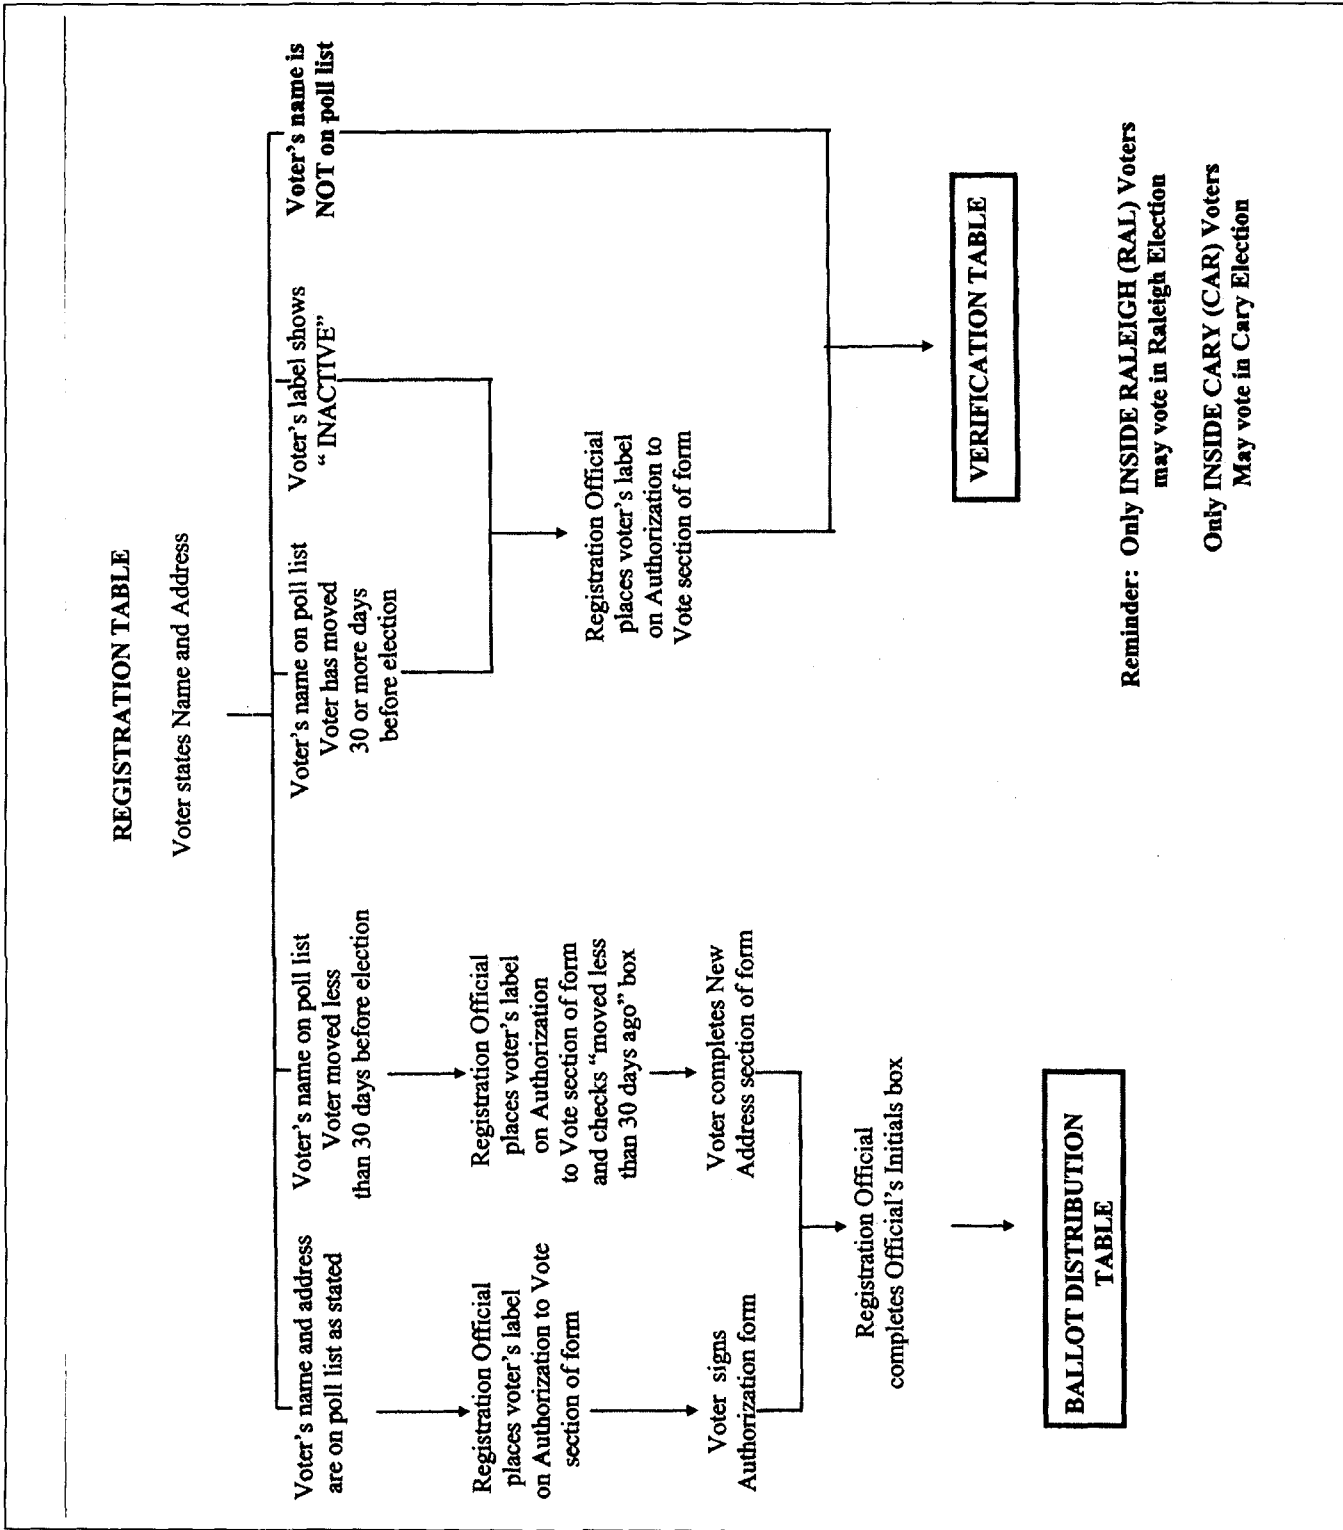 REGISTRATION TABLE
Voter states Name and Address
Voter's name and address
are on poll list as stated
Registration Official
places voter's label
on Authorization to Vote
section of form
Voter signs
Authorization form
Voter's name on poll list
Voter moved less
than 30 days before election
Registration Official
places voter's label
on Authorization
to Vote section of form
and checks "moved less
than 30 days ago" box
Voter completes New
Address section of form
Registration Official
completes Official's Initials box
BALLOT DISTRIBUTION
TABLE
Voter's name on poll list
Voter has moved
30 or more days
before election
Voter's label shows
"INACTIVE"
Registration Official
places voter's label
on Authorization to
Vote section of form
Voter's name is
NOT on poll list
VERIFICATION TABLE
Reminder: Only INSIDE RALEIGH (RAL) Voters
may vote in Raleigh Election
Only INSIDE CARY (CAR) Voters
May vote in Cary Election